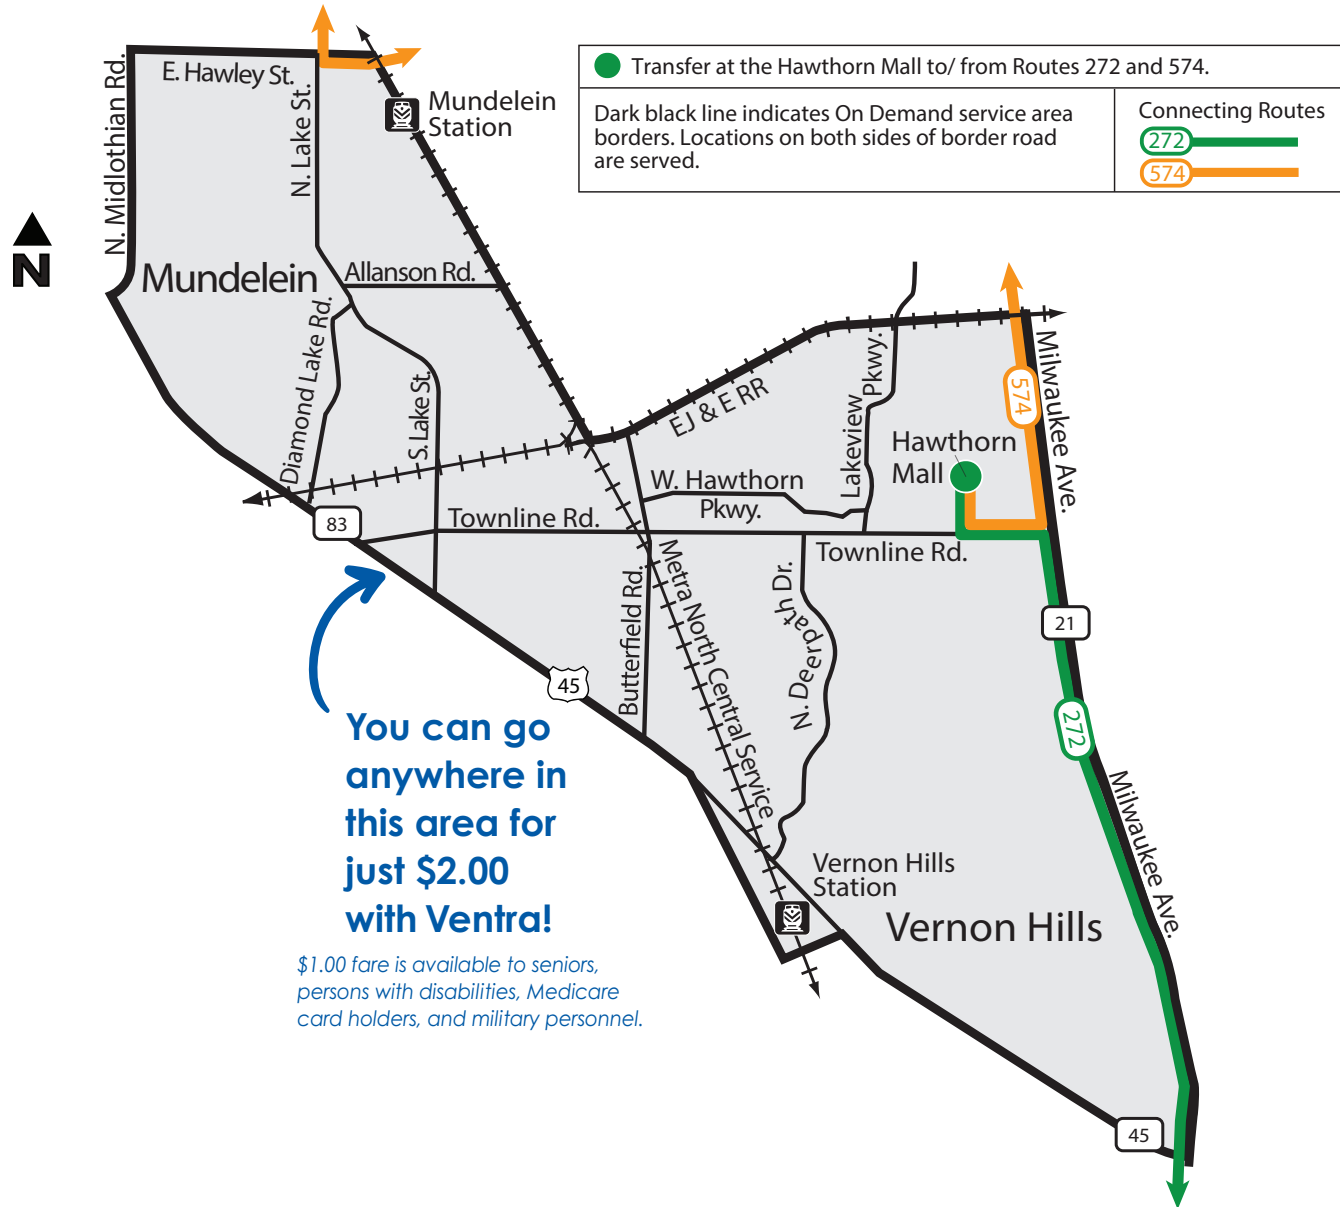 Transfer at the Hawthorn Mall to/ from Routes 272 and 574.
Dark black line indicates On Demand service area
borders. Locations on both sides of border road
are served.
Connecting Routes
272
574
N. Midlothian Rd.
E. Hawley St.
N. Lake St.
Mundelein
Station
N
Mundelein
Allanson Rd.
Diamond Lake Rd.
S. Lake St.
EJ & E RR
Lakeview
Pkwy.
574
Milwaukee Ave.
Hawthorn
Mall
W. Hawthorn
Pkwy.
83
Townline Rd.
Townline Rd.
Butterfield Rd.
Metra North Central Service
N. Deerpath Dr.
21
45
272
Milwaukee Ave.
You can go
anywhere in
this area for
just $2.00
with Ventra!
$1.00 fare is available to seniors,
persons with disabilities, Medicare
card holders, and military personnel.
Vernon Hills
Station
Vernon Hills
45